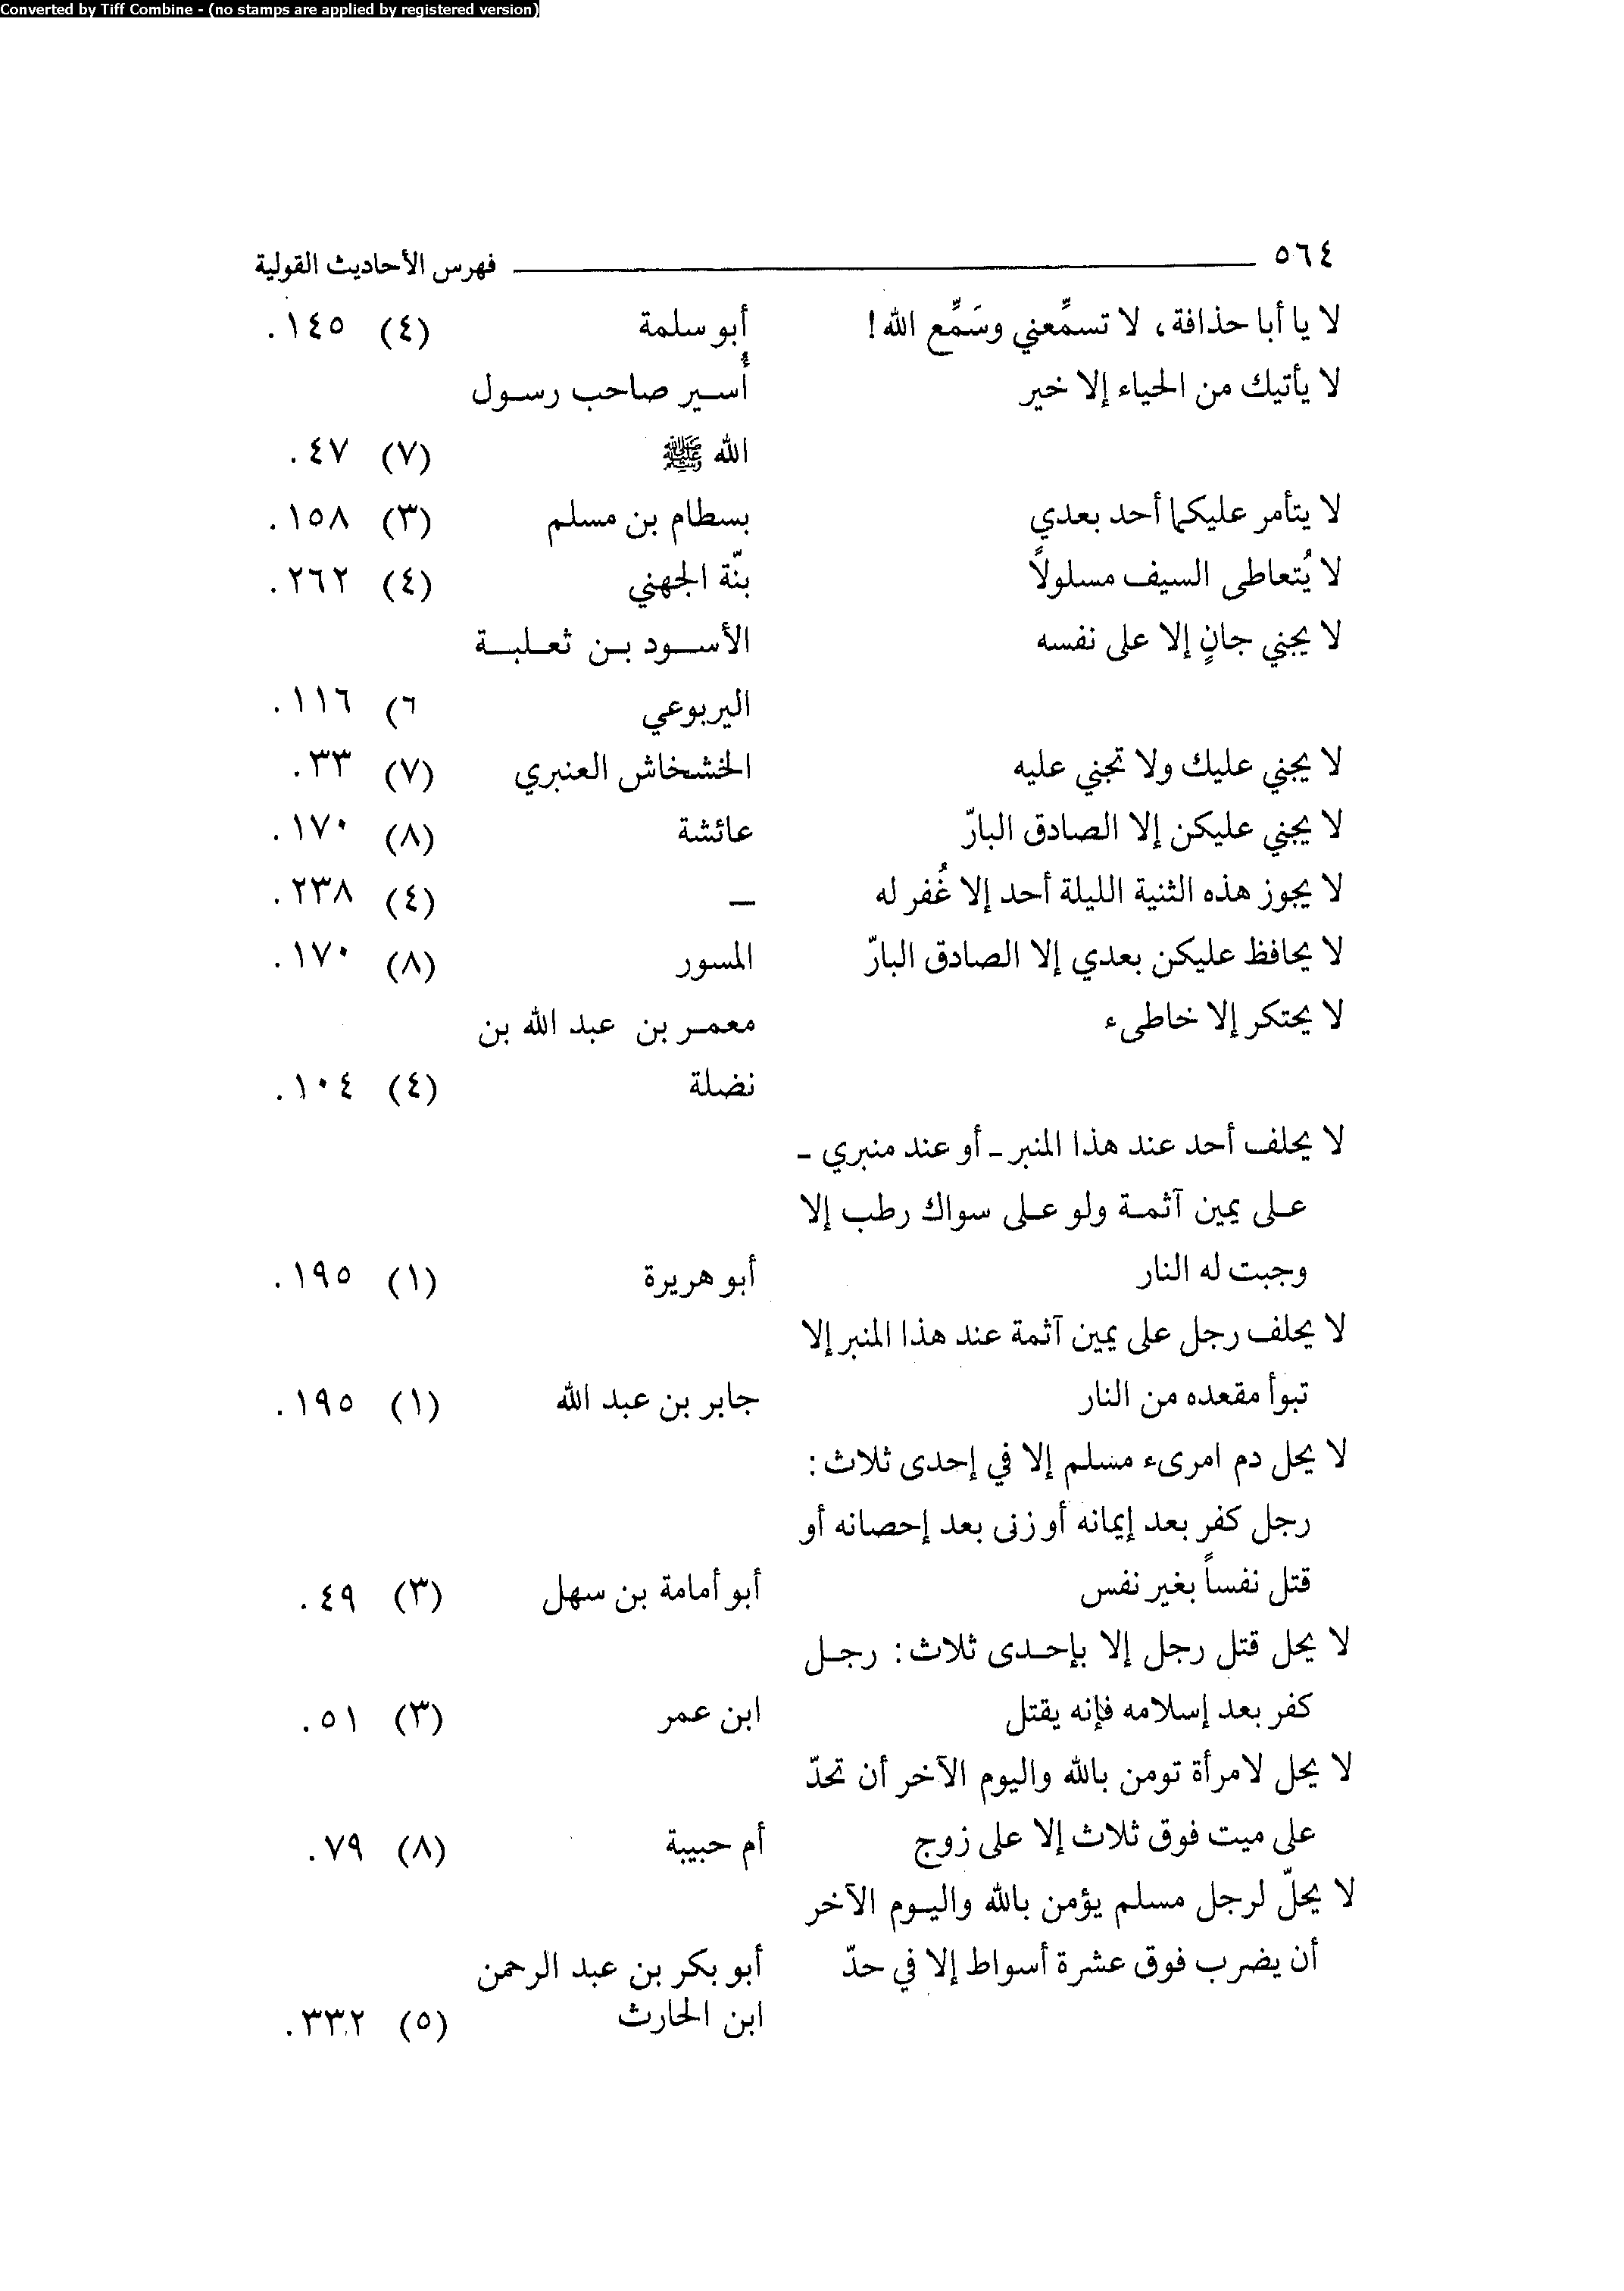 Converted by Tiff Combine - (no stamps are applied by registered version)
٥٦٤ فهرس الأحاديث القولية
لا يا أبا حذافة، لا تسمِّعني وسَمِّع الله! أبو سلمة (٤) ١٤٥.
لا يأتيك من الحياء إلا خير أُسير صاحب رسول
الله ﷺ (٧) ٤٧.
لا يتأمر عليكما أحد بعدي بسطام بن مسلم (٣) ١٥٨.
لا يُتعاطى السيف مسلولاً بنّة الجهني (٤) ٢٦٢.
لا يجني جانٍ إلا على نفسه الأسود بن ثعلبة
اليربوعي ٦) ١١٦.
لا يجني عليك ولا تجني عليه الخشخاش العنبري (٧) ٣٣.
لا يجني عليكن إلا الصادق البارّ عائشة (٨) ١٧٠.
لا يجوز هذه الثنية الليلة أحد إلا غُفر له — (٤) ٢٣٨.
لا يحافظ عليكن بعدي إلا الصادق البارّ المسور (٨) ١٧٠.
لا يحتكر إلا خاطىء معمر بن عبد الله بن
نضلة (٤) ١٠٤.
لا يحلف أحد عند هذا المنبر - أو عند منبري -
على يمين آثمة ولو على سواك رطب إلا
وجبت له النار أبو هريرة (١) ١٩٥.
لا يحلف رجل على يمين آثمة عند هذا المنبر إلا
تبوأ مقعده من النار جابر بن عبد الله (١) ١٩٥.
لا يحل دم امرىء مسلم إلا في إحدى ثلاث:
رجل كفر بعد إيمانه أو زنى بعد إحصانه أو
قتل نفساً بغير نفس أبو أمامة بن سهل (٣) ٤٩.
لا يحل قتل رجل إلا بإحدى ثلاث: رجل
كفر بعد إسلامه فإنه يقتل ابن عمر (٣) ٥١.
لا يحل لامرأة تومن بالله واليوم الآخر أن تحدّ
على ميت فوق ثلاث إلا على زوج أم حبيبة (٨) ٧٩.
لا يحلّ لرجل مسلم يؤمن بالله واليوم الآخر
أن يضرب فوق عشرة أسواط إلا في حدّ أبو بكر بن عبد الرحمن
ابن الحارث (٥) ٣٣٢.